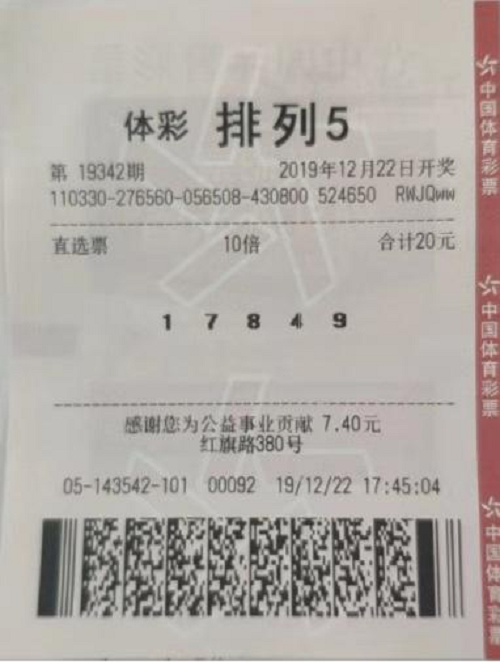 体彩 排列5
第 19342期 2019年12月22日开奖
110330-276560-056508-430800 524650 RWJQww
直选票 10倍 合计20元
1 7 8 4 9
感谢您为公益事业贡献 7.40元
红旗路380号
05-143542-101 00092 19/12/22 17:45:04
中国体育彩票
中国体育彩票
中国体育彩票